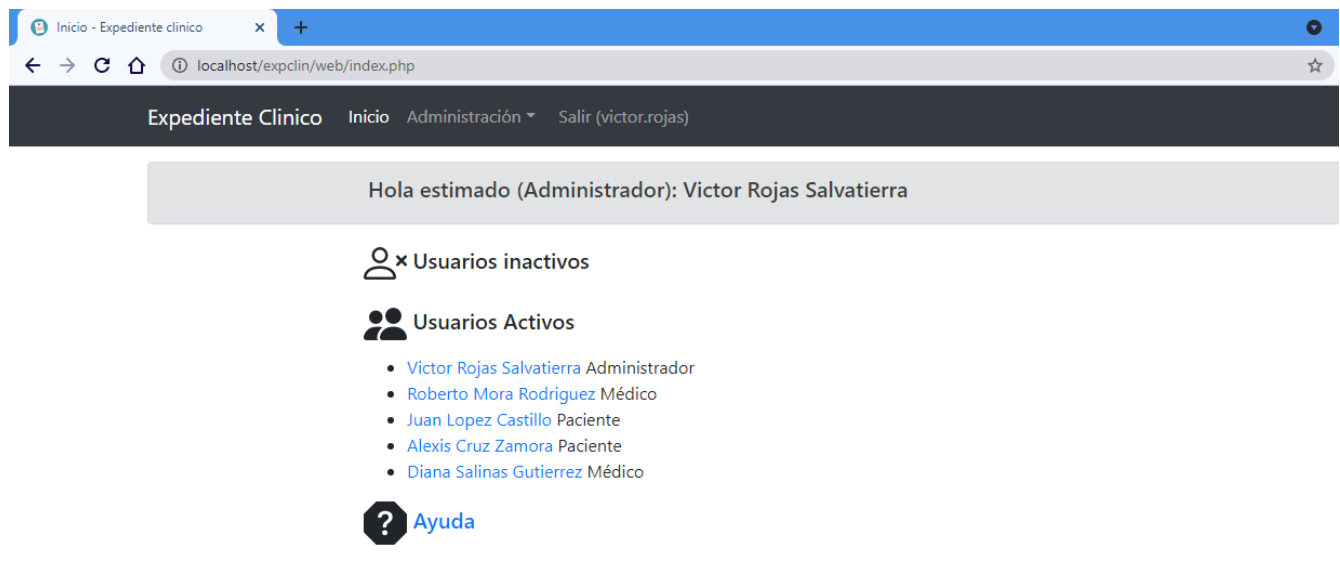 Inicio - Expediente clinico
localhost/expclin/web/index.php
Expediente Clinico Inicio Administración Salir (victor.rojas)
Hola estimado (Administrador): Victor Rojas Salvatierra
Usuarios inactivos
Usuarios Activos
Victor Rojas Salvatierra Administrador
Roberto Mora Rodriguez Médico
Juan Lopez Castillo Paciente
Alexis Cruz Zamora Paciente
Diana Salinas Gutierrez Médico
? Ayuda